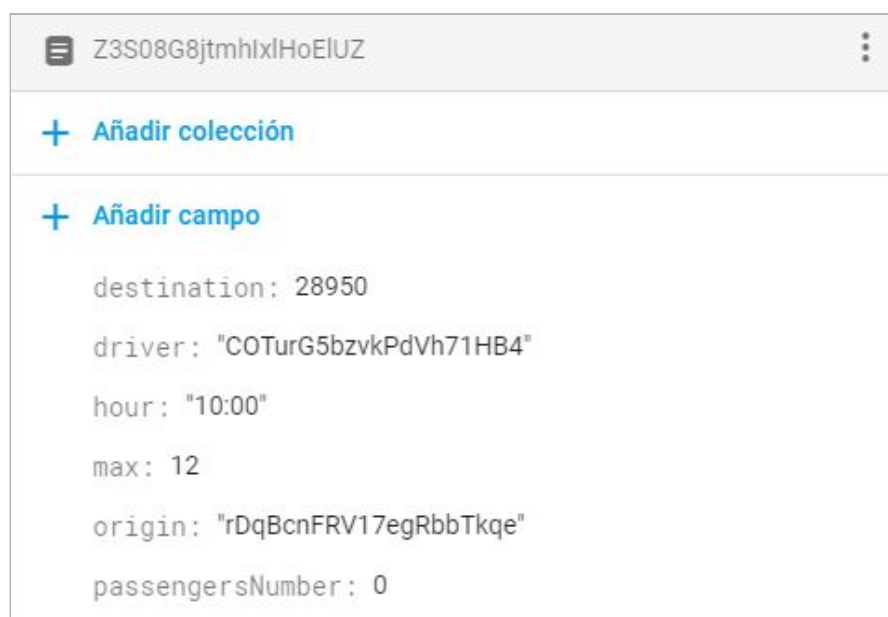 Z3S08G8jtmhIxlHoElUZ
+ Añadir colección
+ Añadir campo
destination: 28950
driver: "COTurG5bzvkPdVh71HB4"
hour: "10:00"
max: 12
origin: "rDqBcnFRV17egRbbTkqe"
passengersNumber: 0